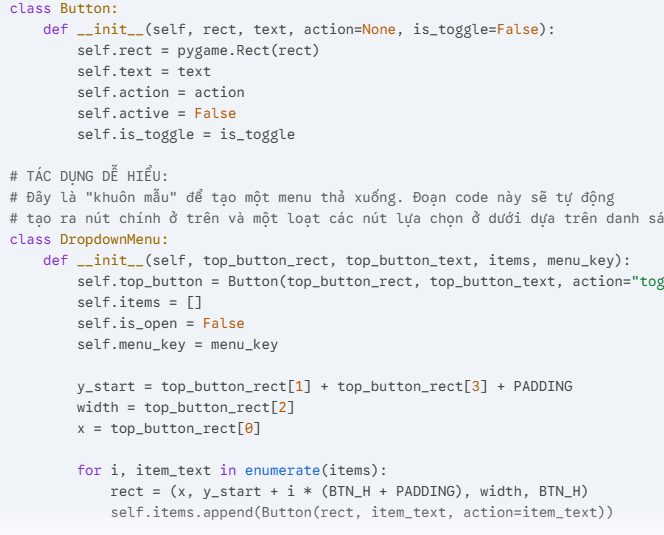 class Button:
    def __init__(self, rect, text, action=None, is_toggle=False):
        self.rect = pygame.Rect(rect)
        self.text = text
        self.action = action
        self.active = False
        self.is_toggle = is_toggle

# TÁC DỤNG DỄ HIỂU:
# Đây là "khuôn mẫu" để tạo một menu thả xuống. Đoạn code này sẽ tự động
# tạo ra nút chính ở trên và một loạt các nút lựa chọn ở dưới dựa trên danh sá
class DropdownMenu:
    def __init__(self, top_button_rect, top_button_text, items, menu_key):
        self.top_button = Button(top_button_rect, top_button_text, action="tog
        self.items = []
        self.is_open = False
        self.menu_key = menu_key

        y_start = top_button_rect[1] + top_button_rect[3] + PADDING
        width = top_button_rect[2]
        x = top_button_rect[0]

        for i, item_text in enumerate(items):
            rect = (x, y_start + i * (BTN_H + PADDING), width, BTN_H)
            self.items.append(Button(rect, item_text, action=item_text))